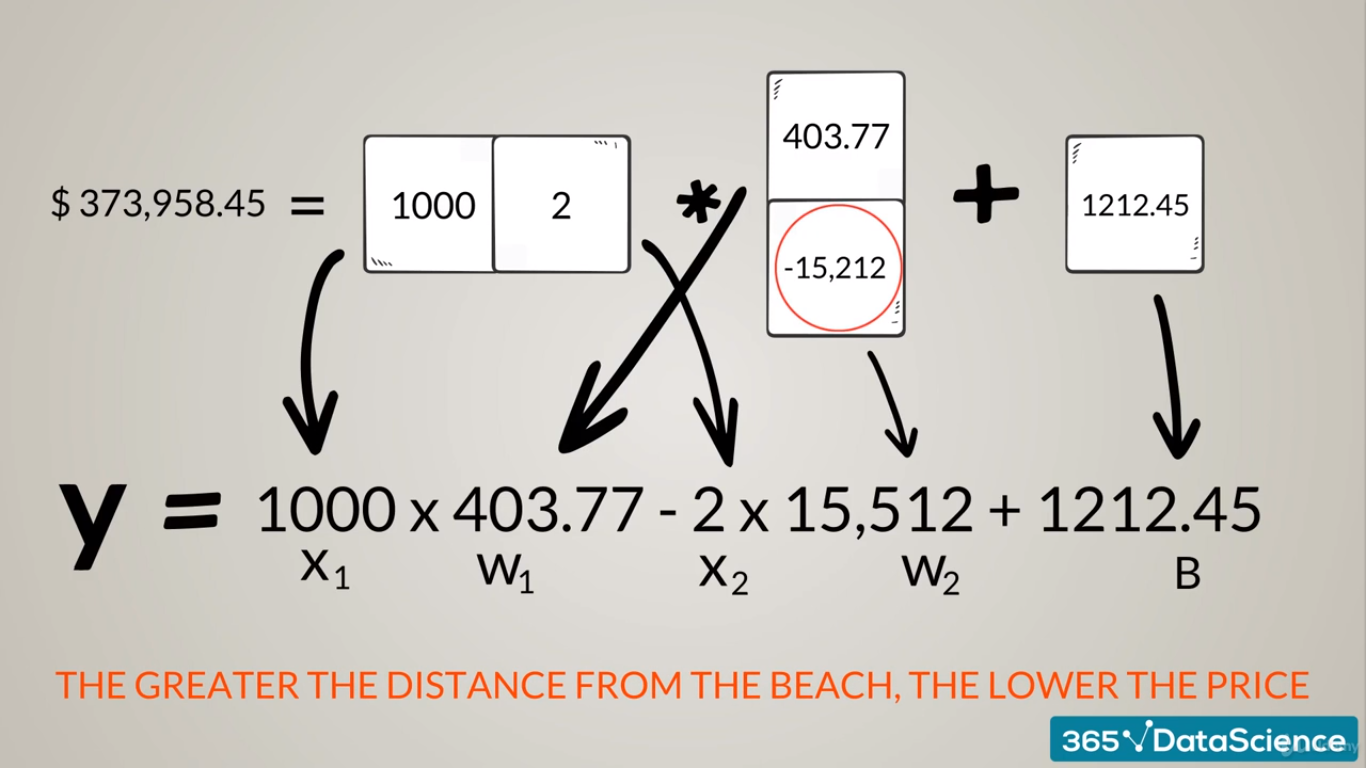 $ 373,958.45 = 1000 2 * 403.77 -15,212 + 1212.45
y = 1000 x 403.77 - 2 x 15,512 + 1212.45
X1 W1 X2 W2 B
THE GREATER THE DISTANCE FROM THE BEACH, THE LOWER THE PRICE
365 DataScience